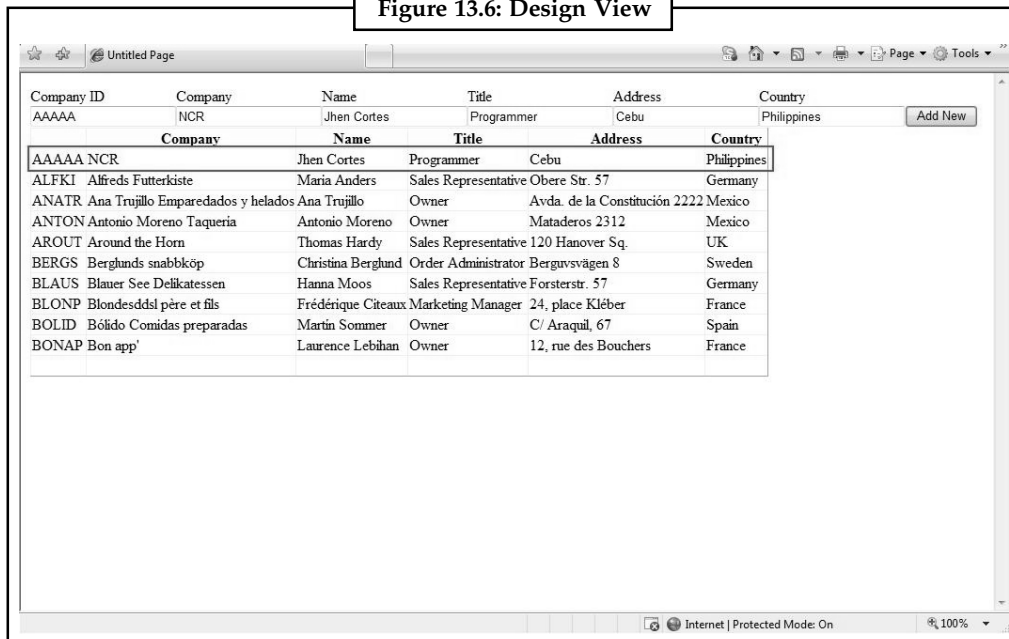 Figure 13.6: Design View
Untitled Page
Page Tools »
Company ID Company Name Title Address Country
AAAAA NCR Jhen Cortes Programmer Cebu Philippines Add New
Company Name Title Address Country
AAAAA NCR Jhen Cortes Programmer Cebu Philippines
ALFKI Alfreds Futterkiste Maria Anders Sales Representative Obere Str. 57 Germany
ANATR Ana Trujillo Emparedados y helados Ana Trujillo Owner Avda. de la Constitución 2222 Mexico
ANTON Antonio Moreno Taqueria Antonio Moreno Owner Mataderos 2312 Mexico
AROUT Around the Horn Thomas Hardy Sales Representative 120 Hanover Sq. UK
BERGS Berglunds snabbköp Christina Berglund Order Administrator Berguvsvägen 8 Sweden
BLAUS Blauer See Delikatessen Hanna Moos Sales Representative Forsterstr. 57 Germany
BLONP Blondesddsl père et fils Frédérique Citeaux Marketing Manager 24, place Kléber France
BOLID Bólido Comidas preparadas Martin Sommer Owner C/ Araquil, 67 Spain
BONAP Bon app' Laurence Lebihan Owner 12, rue des Bouchers France
Internet | Protected Mode: On 100%